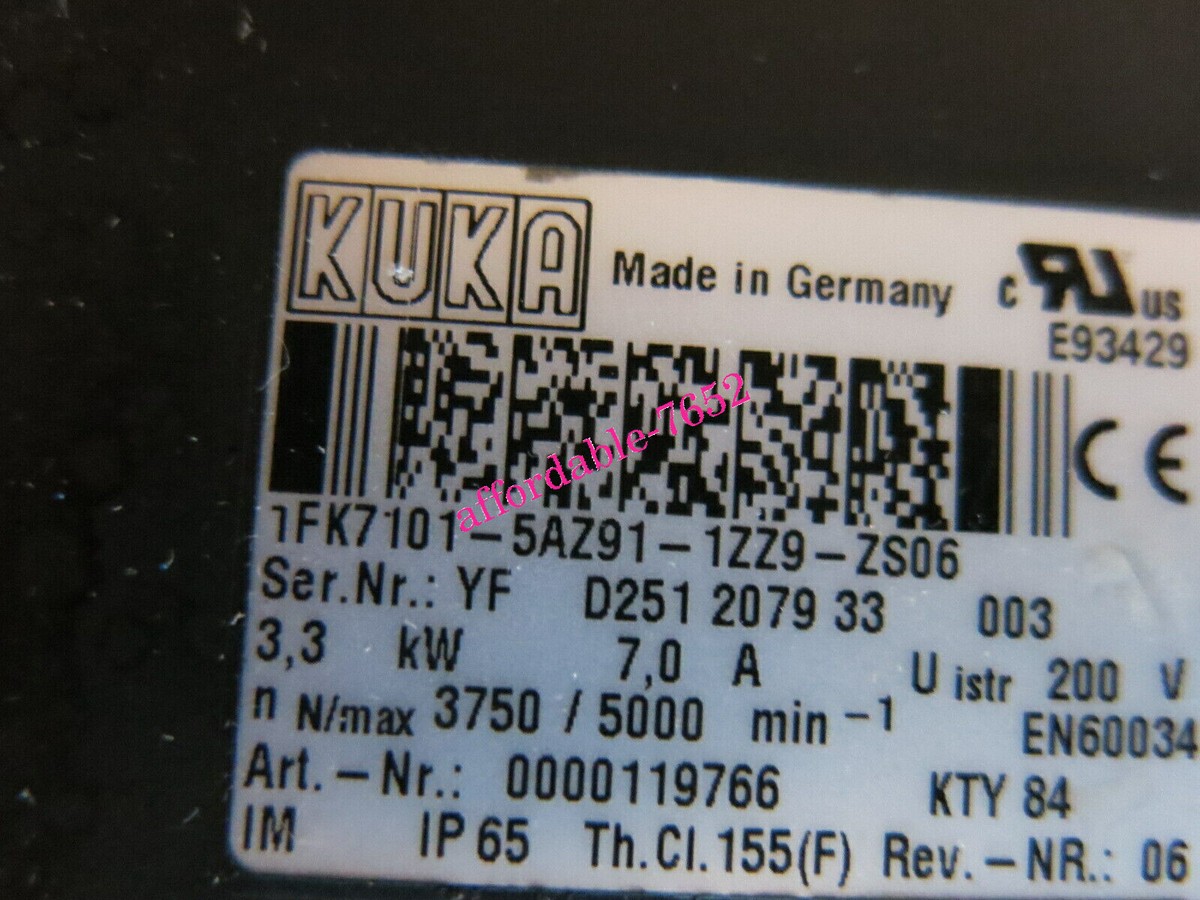 KUKA Made in Germany c RU US
E93429
CE
affordable-7652
1FK7101-5AZ91-1ZZ9-ZS06
Ser.Nr.: YF D251 2079 33 003
3,3 kW 7,0 A U istr 200 V
n N/max 3750 / 5000 min -1 EN60034
Art.-Nr.: 0000119766 KTY 84
IM IP 65 Th.Cl.155(F) Rev.-NR.: 06